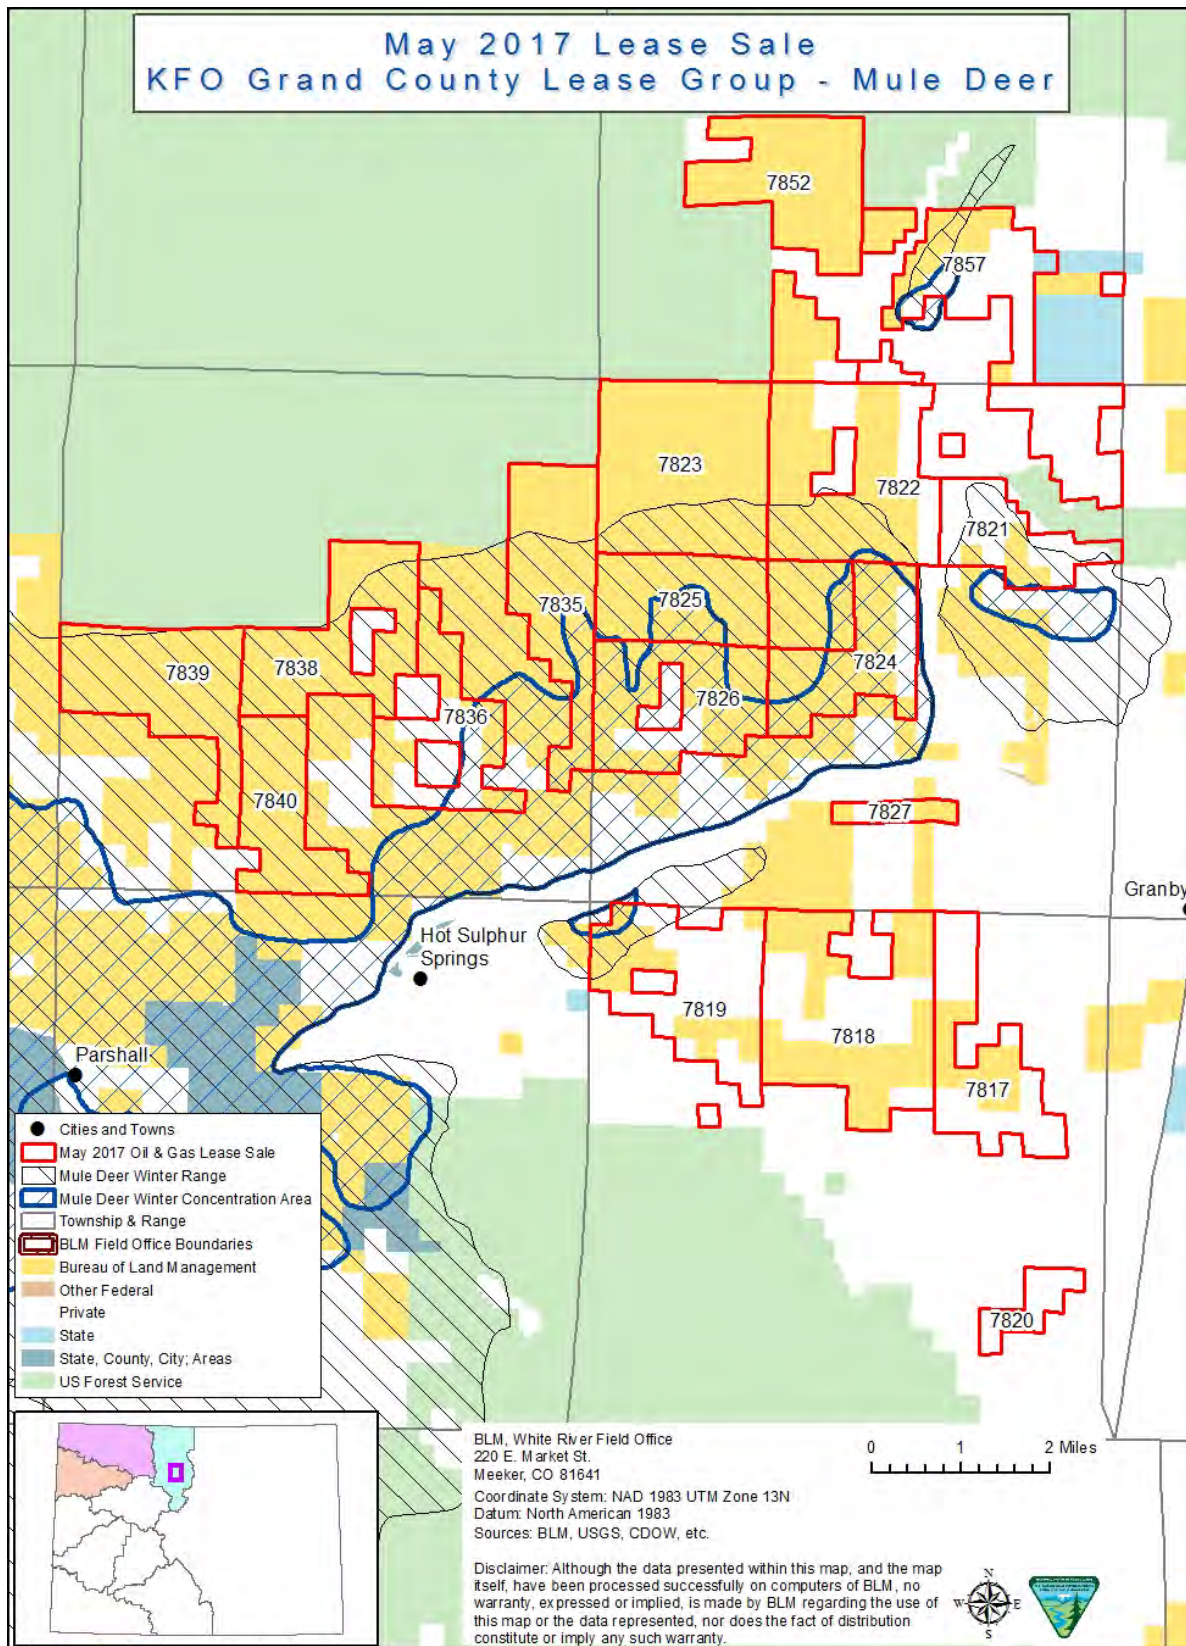 May 2017 Lease Sale
KFO Grand County Lease Group - Mule Deer
7852
7857
7823
7822
7821
7835
7825
7824
7839
7838
7826
7836
7840
7827
Granby
Hot Sulphur
Springs
7819
7818
Parshall
7817
7820
Cities and Towns
May 2017 Oil & Gas Lease Sale
Mule Deer Winter Range
Mule Deer Winter Concentration Area
Township & Range
BLM Field Office Boundaries
Bureau of Land Management
Other Federal
Private
State
State, County, City; Areas
US Forest Service
BLM, White River Field Office
220 E. Market St.
Meeker, CO 81641
Coordinate System: NAD 1983 UTM Zone 13N
Datum: North American 1983
Sources: BLM, USGS, CDOW, etc.
0 1 2 Miles
Disclaimer: Although the data presented within this map, and the map
itself, have been processed successfully on computers of BLM, no
warranty, expressed or implied, is made by BLM regarding the use of
this map or the data represented, nor does the fact of distribution
constitute or imply any such warranty.
N
W E
S